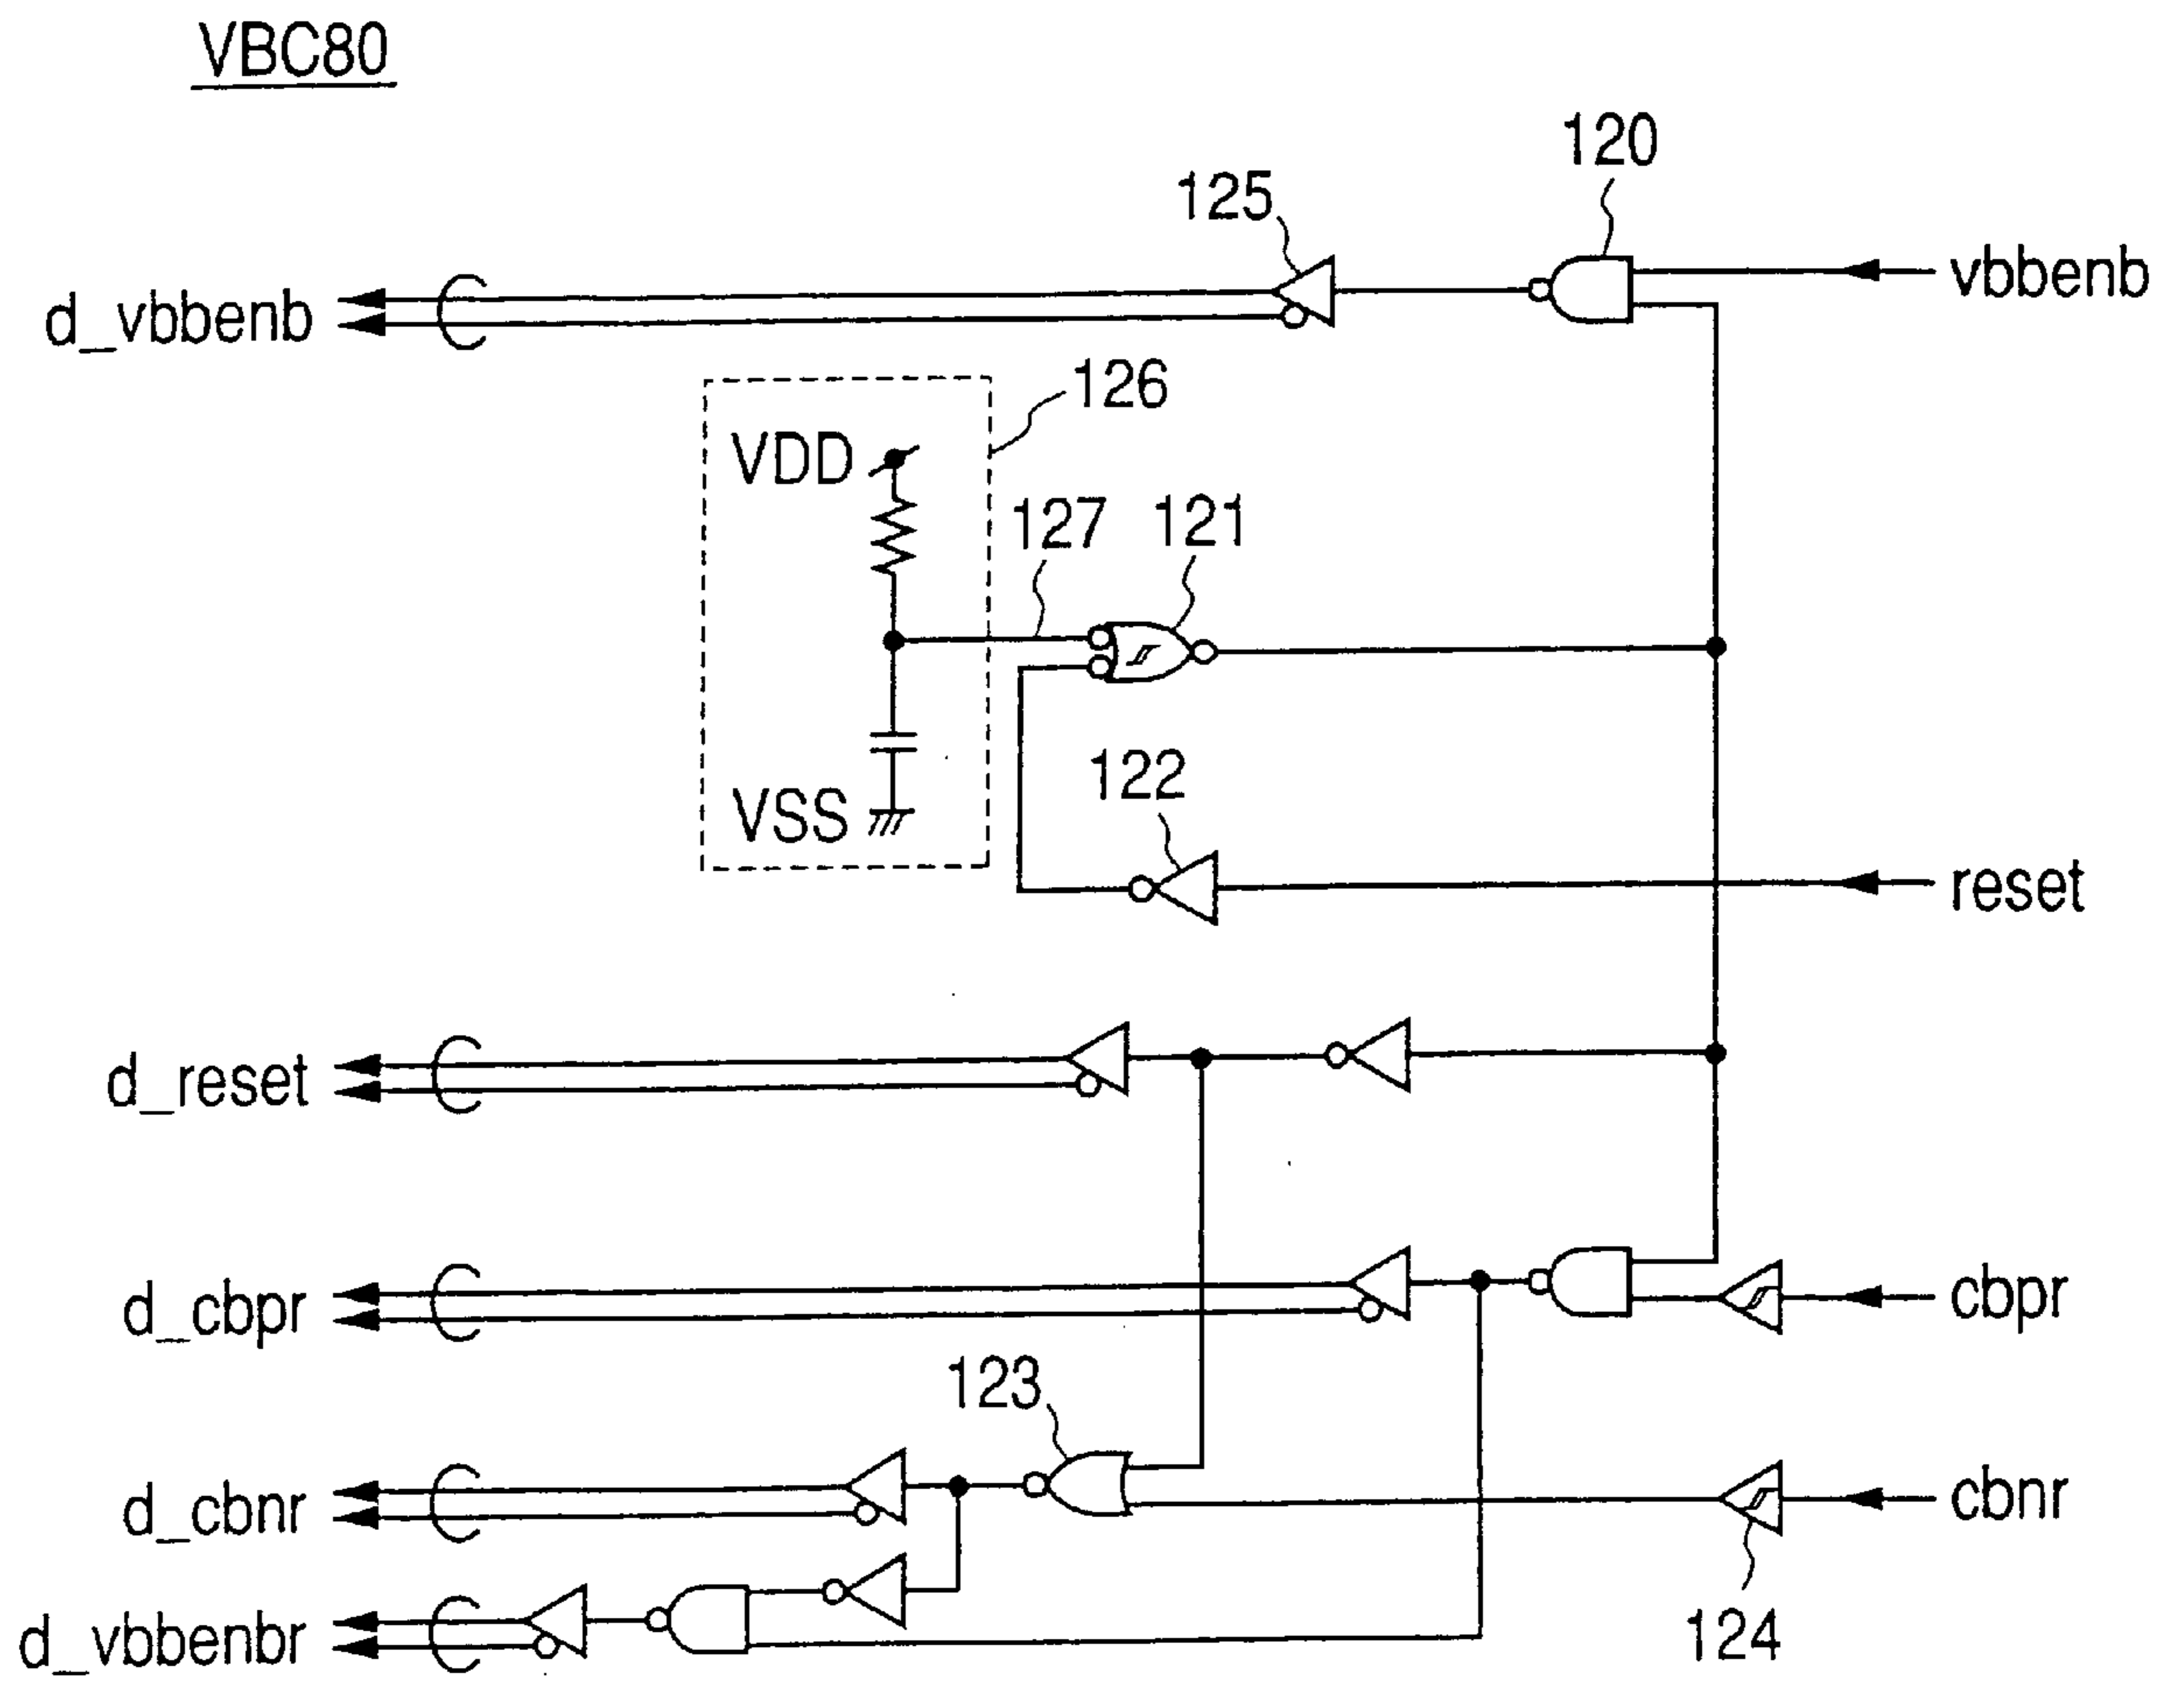 VBC80
120
125
vbbenb
d_vbbenb
126
VDD
127
121
122
VSS
reset
d_reset
cbpr
d_cbpr
123
cbnr
d_cbnr
124
d_vbbenbr